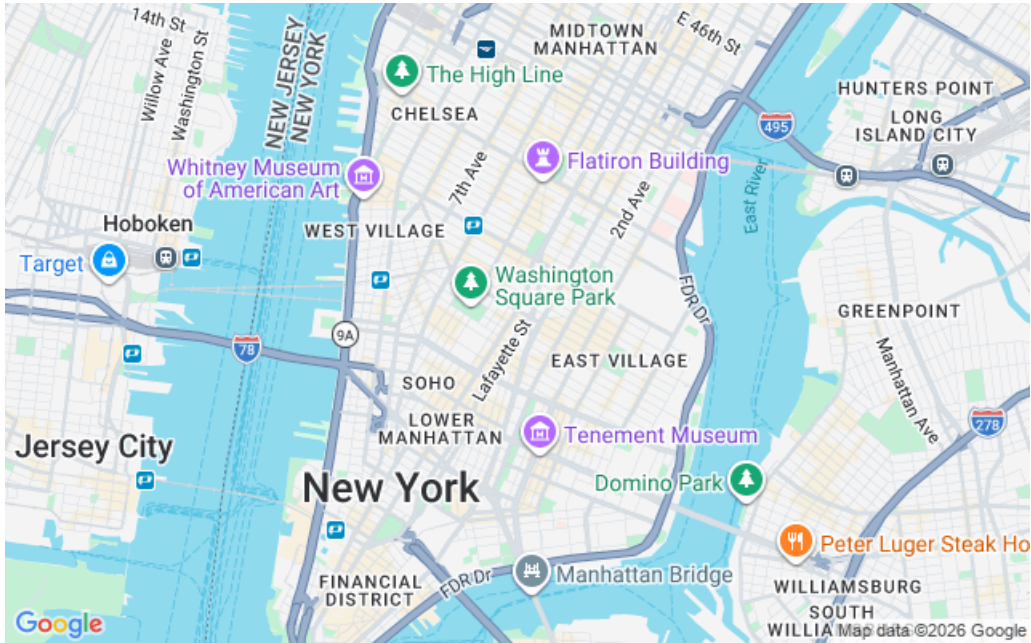 14th St
Willow Ave
Washington St
NEW JERSEY
NEW YORK
MIDTOWN
MANHATTAN
E 46th St
The High Line
CHELSEA
HUNTERS POINT
LONG
ISLAND CITY
495
Whitney Museum
of American Art
7th Ave
Flatiron Building
2nd Ave
East River
Hoboken
WEST VILLAGE
Target
Washington
Square Park
FDR Dr
GREENPOINT
9A
78
Lafayette St
EAST VILLAGE
Manhattan Ave
SOHO
LOWER
MANHATTAN
278
Jersey City
Tenement Museum
New York
Domino Park
Peter Luger Steak Ho
FINANCIAL
DISTRICT
FDR Dr
Manhattan Bridge
WILLIAMSBURG
SOUTH
WILLIA
Google
Map data ©2026 Google